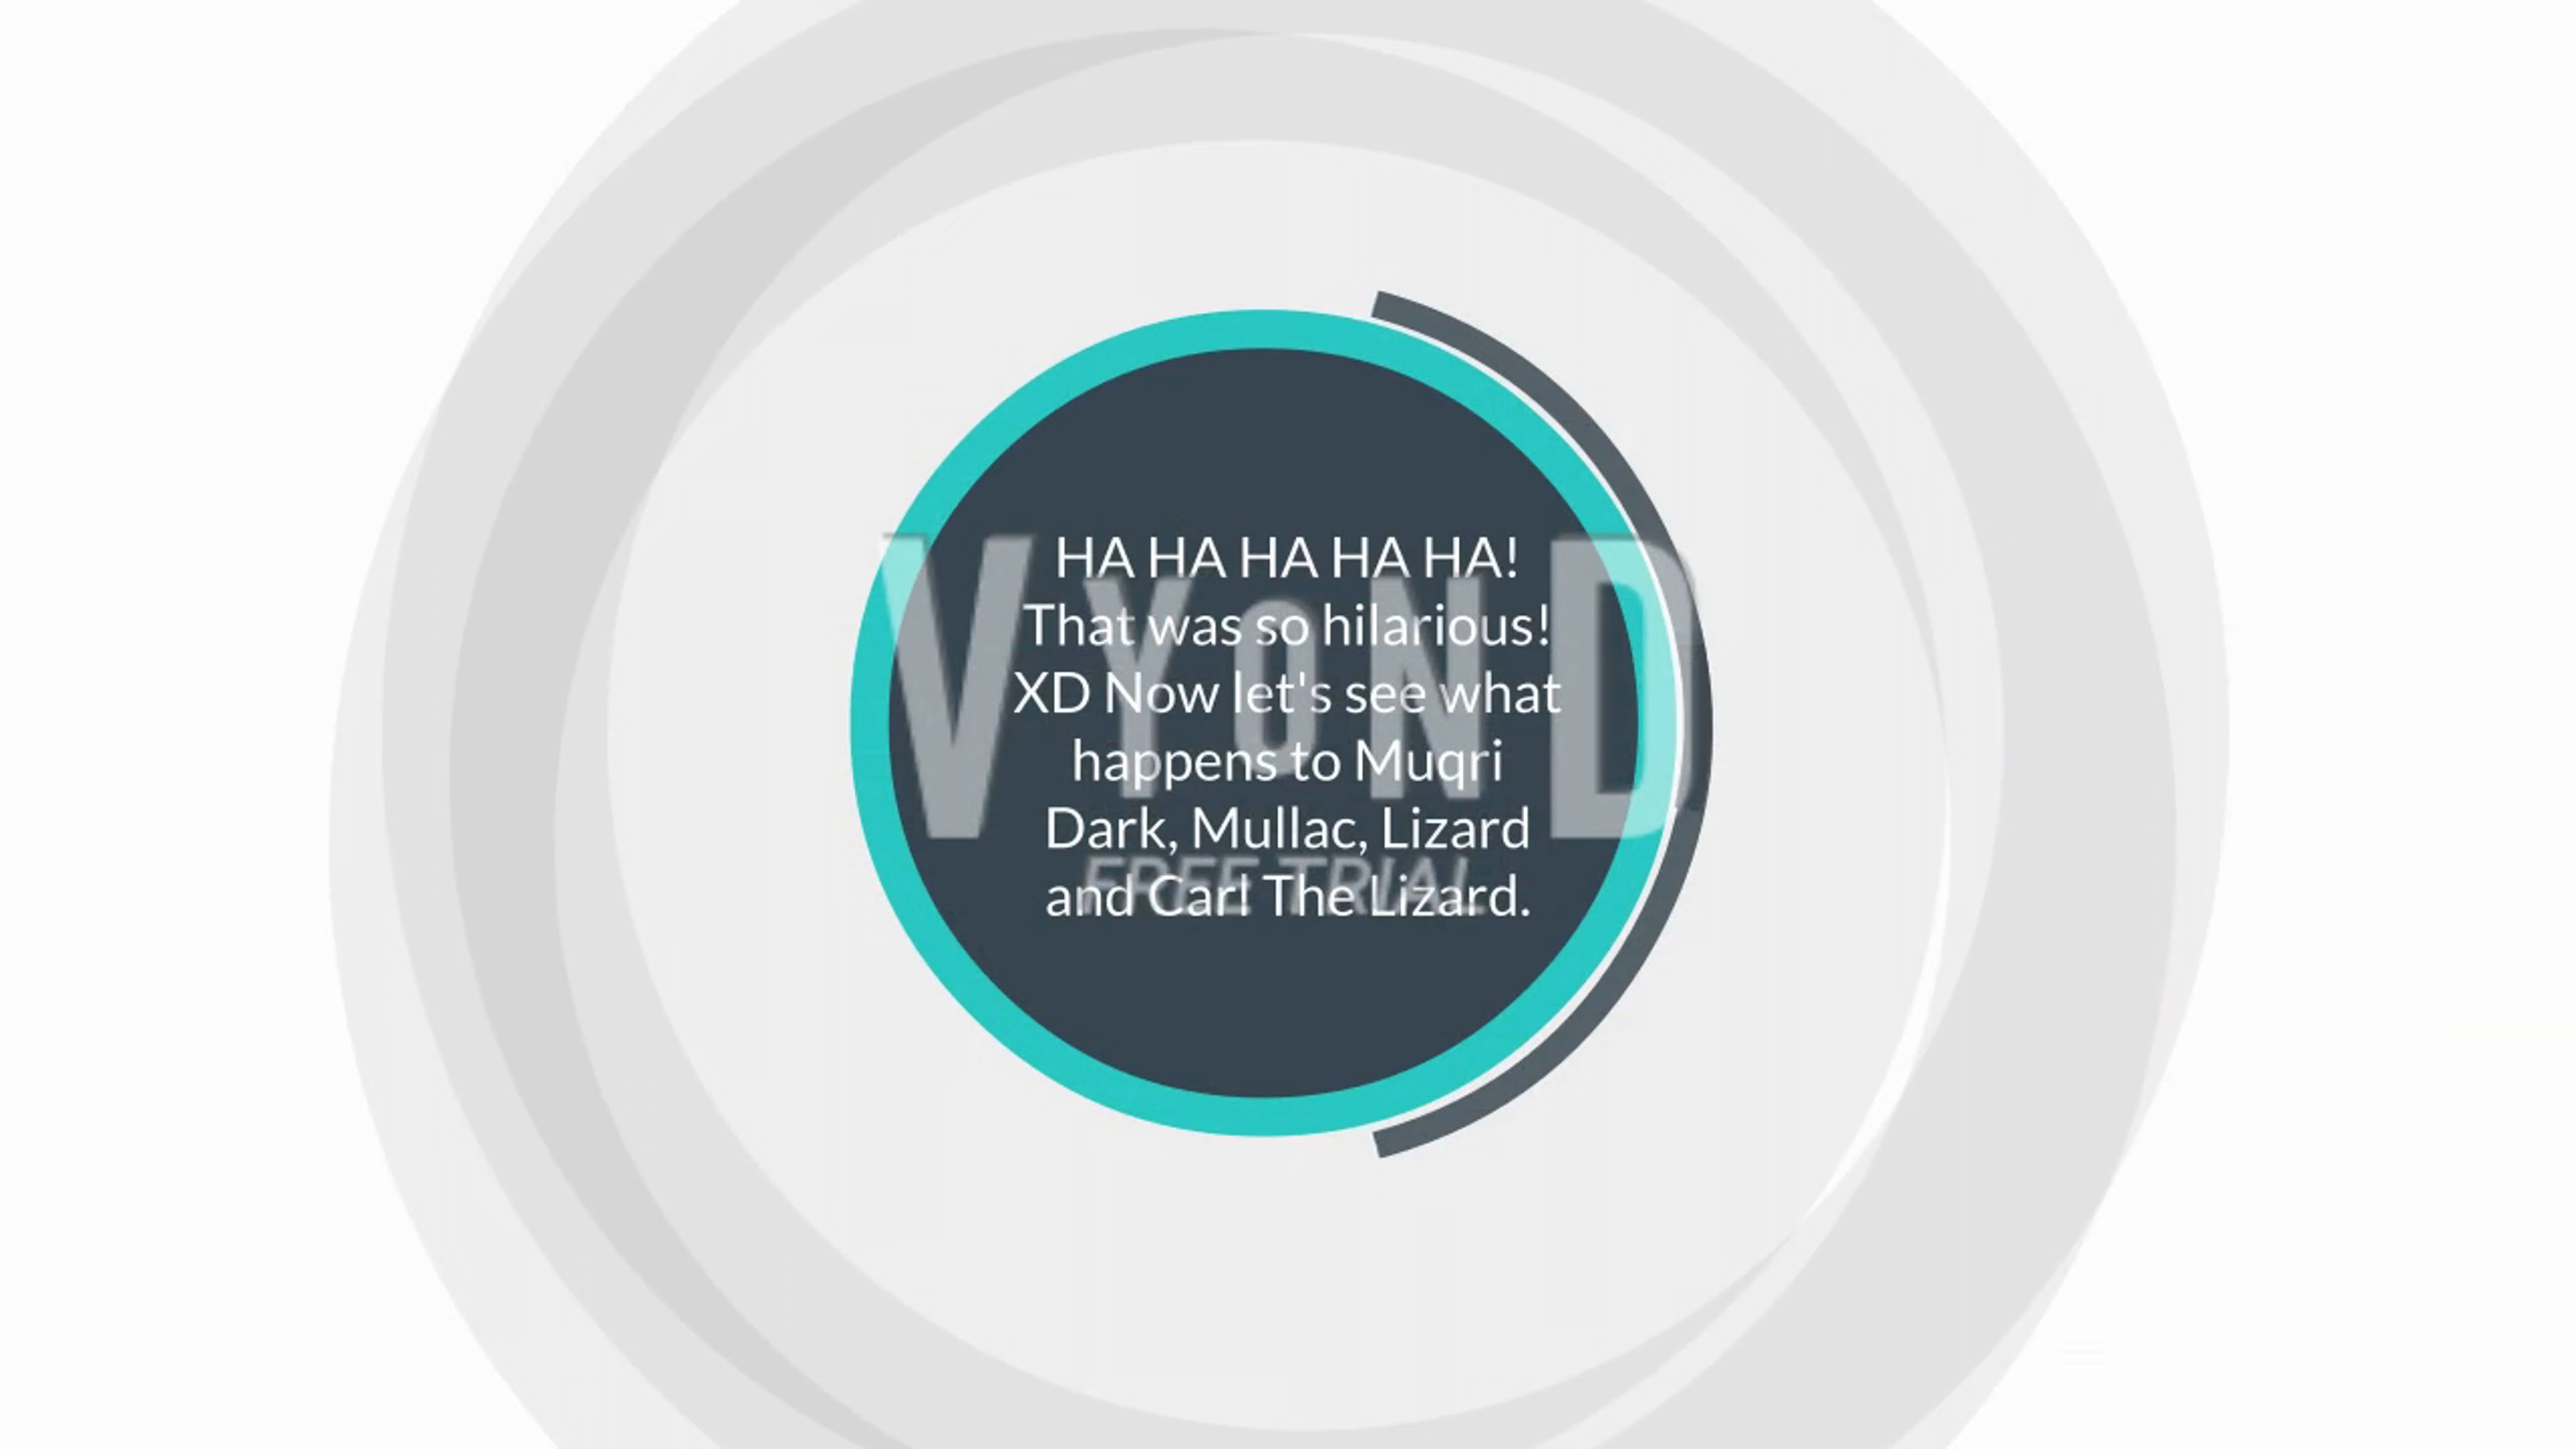 HA HA HA HA HA!
That was so hilarious!
XD Now let's see what
happens to Muqri
Dark, Mullac, Lizard
and Carl The Lizard.
VYOND
FREE TRIAL